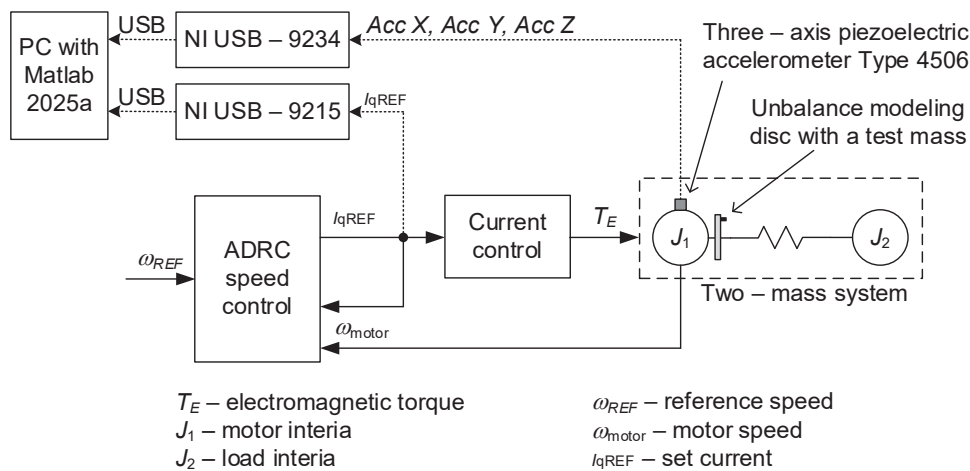 PC with
Matlab
2025a
USB
NI USB – 9234
Acc X, Acc Y, Acc Z
USB
NI USB – 9215
IqREF
Three – axis piezoelectric
accelerometer Type 4506
Unbalance modeling
disc with a test mass
ωREF
ADRC
speed
control
IqREF
Current
control
TE
J1
J2
Two – mass system
ωmotor
TE – electromagnetic torque
J1 – motor interia
J2 – load interia
ωREF – reference speed
ωmotor – motor speed
IqREF – set current